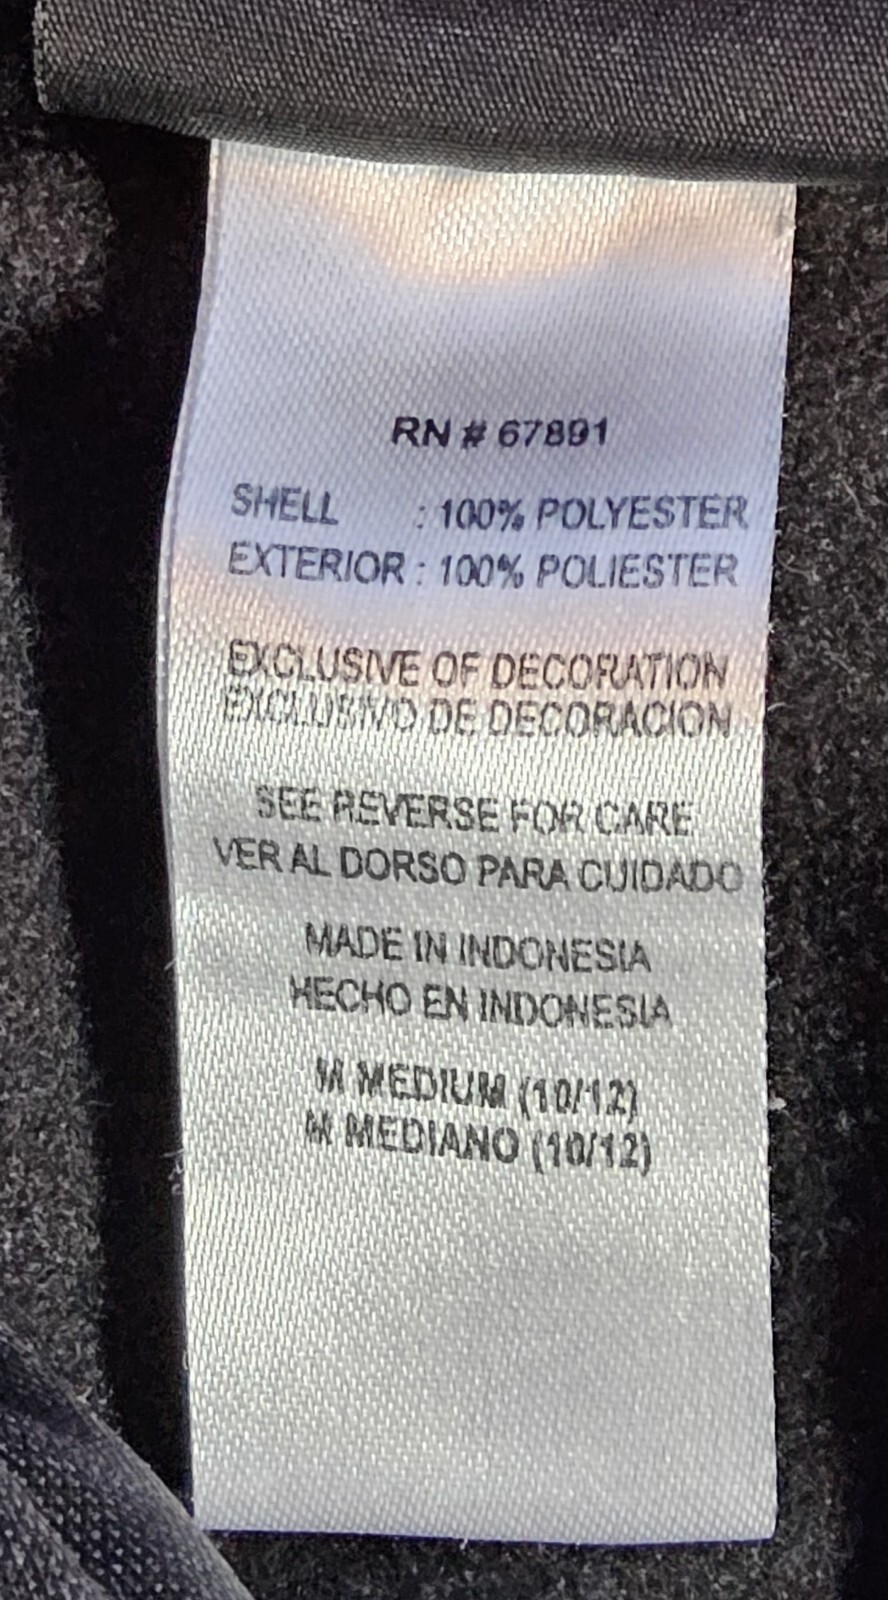 RN # 67891
SHELL : 100% POLYESTER
EXTERIOR : 100% POLIESTER
EXCLUSIVE OF DECORATION
EXCLUSIVO DE DECORACION
SEE REVERSE FOR CARE
VER AL DORSO PARA CUIDADO
MADE IN INDONESIA
HECHO EN INDONESIA
M MEDIUM (10/12)
M MEDIANO (10/12)